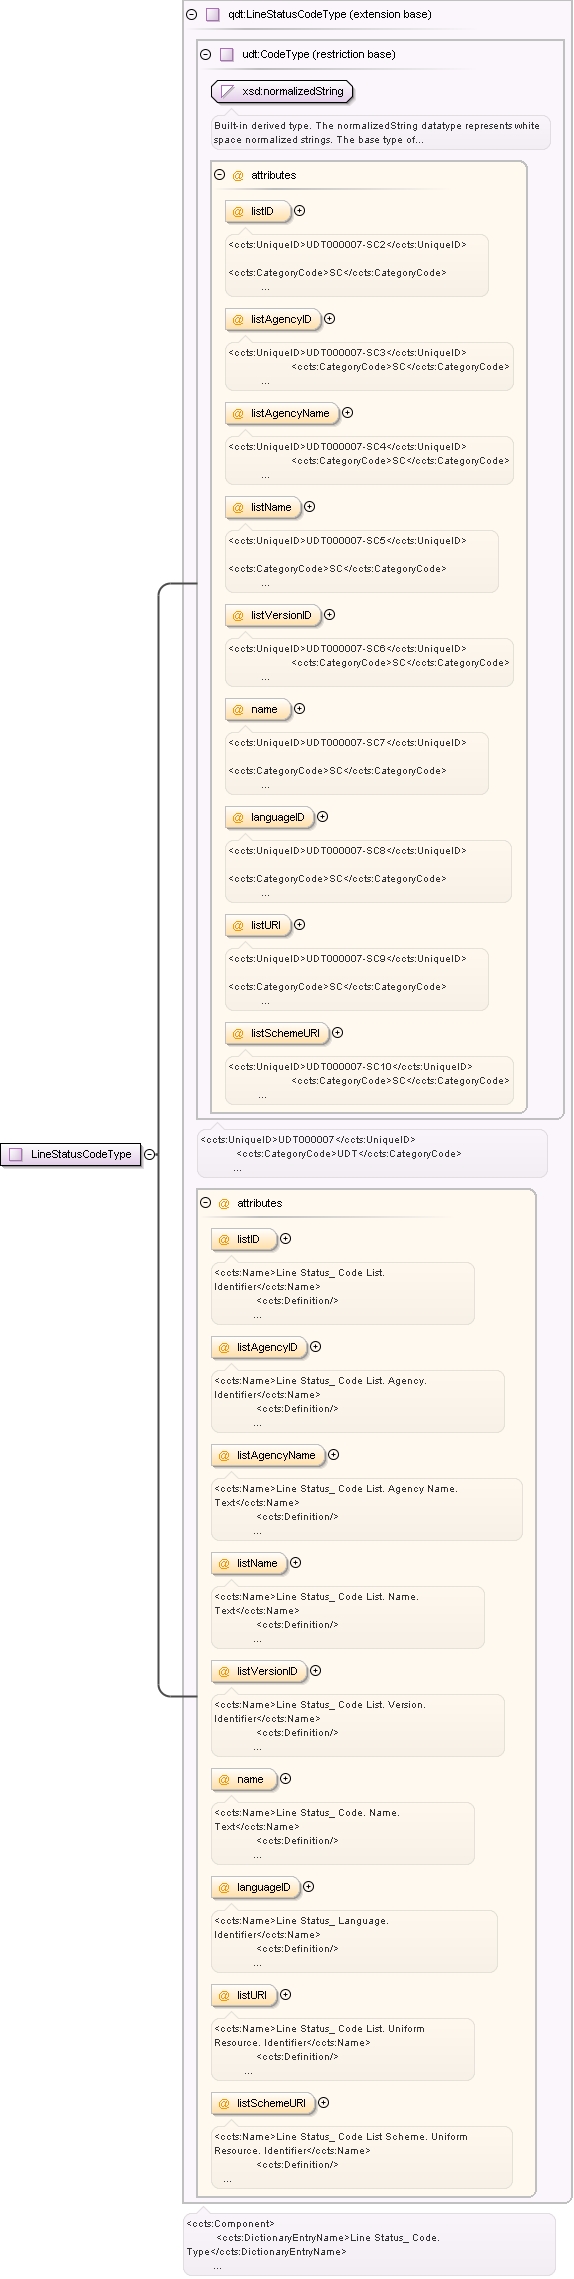 qdt:LineStatusCodeType (extension base)
udt:CodeType (restriction base)
xsd:normalizedString
Built-in derived type. The normalizedString datatype represents white
space normalized strings. The base type of...
@ attributes
@ listID
<ccts:UniqueID>UDT000007-SC2</ccts:UniqueID>
<ccts:CategoryCode>SC</ccts:CategoryCode>
...
@ listAgencyID
<ccts:UniqueID>UDT000007-SC3</ccts:UniqueID>
<ccts:CategoryCode>SC</ccts:CategoryCode>
...
@ listAgencyName
<ccts:UniqueID>UDT000007-SC4</ccts:UniqueID>
<ccts:CategoryCode>SC</ccts:CategoryCode>
...
@ listName
<ccts:UniqueID>UDT000007-SC5</ccts:UniqueID>
<ccts:CategoryCode>SC</ccts:CategoryCode>
...
@ listVersionID
<ccts:UniqueID>UDT000007-SC6</ccts:UniqueID>
<ccts:CategoryCode>SC</ccts:CategoryCode>
...
@ name
<ccts:UniqueID>UDT000007-SC7</ccts:UniqueID>
<ccts:CategoryCode>SC</ccts:CategoryCode>
...
@ languageID
<ccts:UniqueID>UDT000007-SC8</ccts:UniqueID>
<ccts:CategoryCode>SC</ccts:CategoryCode>
...
@ listURI
<ccts:UniqueID>UDT000007-SC9</ccts:UniqueID>
<ccts:CategoryCode>SC</ccts:CategoryCode>
...
@ listSchemeURI
<ccts:UniqueID>UDT000007-SC10</ccts:UniqueID>
<ccts:CategoryCode>SC</ccts:CategoryCode>
...
LineStatusCodeType
<ccts:UniqueID>UDT000007</ccts:UniqueID>
<ccts:CategoryCode>UDT</ccts:CategoryCode>
...
@ attributes
@ listID
<ccts:Name>Line Status_ Code List.
Identifier</ccts:Name>
<ccts:Definition/>
...
@ listAgencyID
<ccts:Name>Line Status_ Code List. Agency.
Identifier</ccts:Name>
<ccts:Definition/>
...
@ listAgencyName
<ccts:Name>Line Status_ Code List. Agency Name.
Text</ccts:Name>
<ccts:Definition/>
...
@ listName
<ccts:Name>Line Status_ Code List. Name.
Text</ccts:Name>
<ccts:Definition/>
...
@ listVersionID
<ccts:Name>Line Status_ Code List. Version.
Identifier</ccts:Name>
<ccts:Definition/>
...
@ name
<ccts:Name>Line Status_ Code. Name.
Text</ccts:Name>
<ccts:Definition/>
...
@ languageID
<ccts:Name>Line Status_ Language.
Identifier</ccts:Name>
<ccts:Definition/>
...
@ listURI
<ccts:Name>Line Status_ Code List. Uniform
Resource. Identifier</ccts:Name>
<ccts:Definition/>
...
@ listSchemeURI
<ccts:Name>Line Status_ Code List Scheme. Uniform
Resource. Identifier</ccts:Name>
<ccts:Definition/>
...
<ccts:Component>
<ccts:DictionaryEntryName>Line Status_ Code.
Type</ccts:DictionaryEntryName>
...